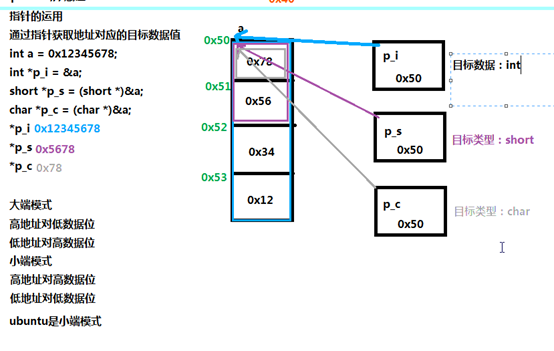 指针的运用
通过指针获取地址对应的目标数据值
int a = 0x12345678;
int *p_i = &a;
short *p_s = (short *)&a;
char *p_c = (char *)&a;
*p_i 0x12345678
*p_s 0x5678
*p_c 0x78
大端模式
高地址对低数据位
低地址对高数据位
小端模式
高地址对高数据位
低地址对低数据位
ubuntu是小端模式
a
0x50
0x78
0x51
0x56
0x52
0x34
0x53
0x12
p_i
0x50
目标数据：int
p_s
0x50
目标类型：short
p_c
0x50
目标类型：char